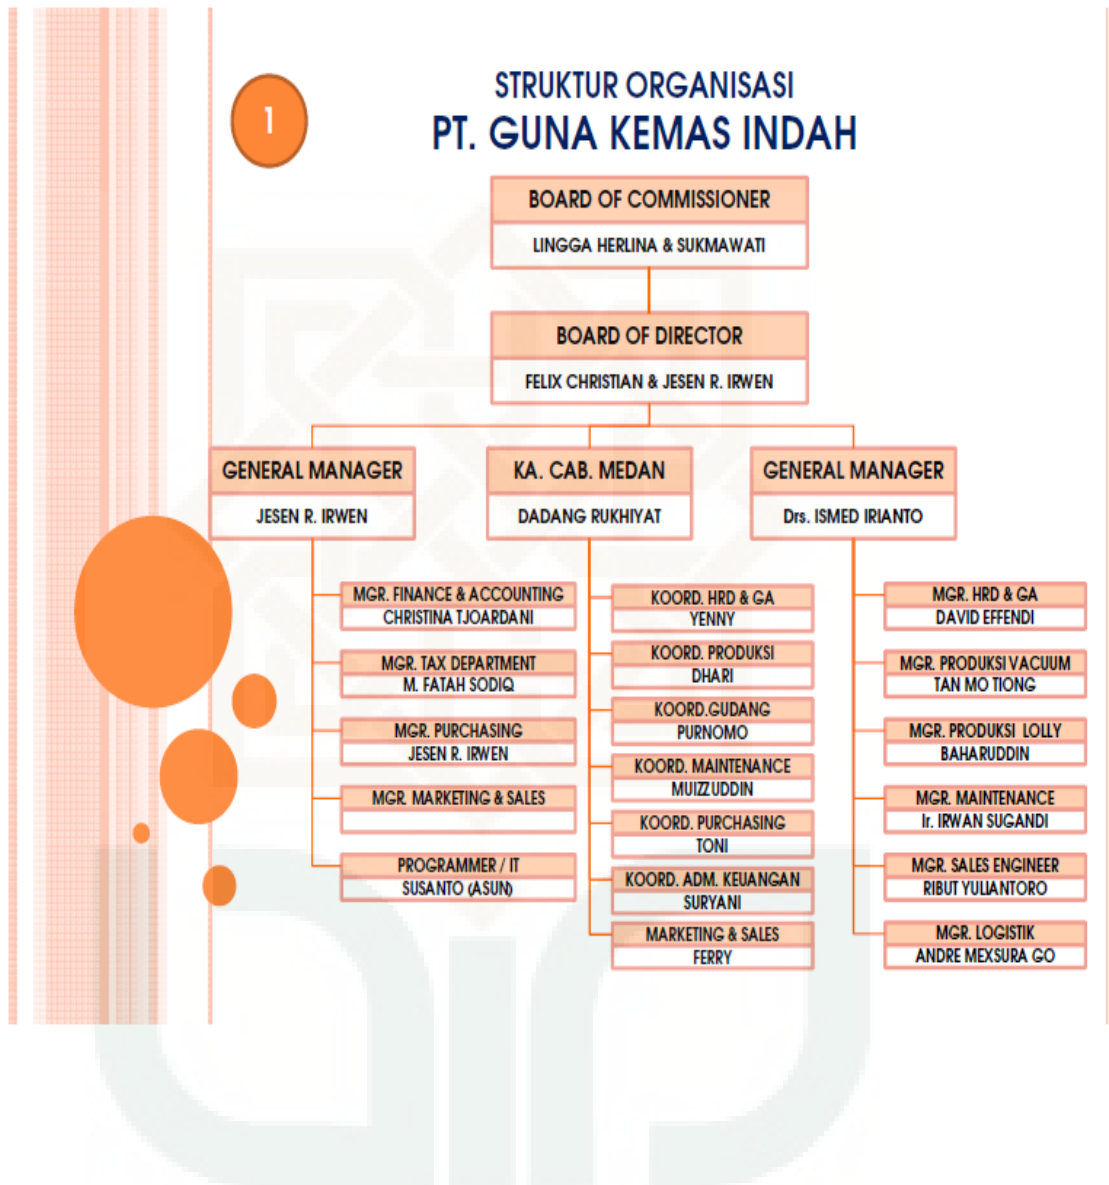 1
STRUKTUR ORGANISASI
PT. GUNA KEMAS INDAH
BOARD OF COMMISSIONER
LINGGA HERLINA & SUKMAWATI
BOARD OF DIRECTOR
FELIX CHRISTIAN & JESEN R. IRWEN
GENERAL MANAGER
JESEN R. IRWEN
MGR. FINANCE & ACCOUNTING
CHRISTINA TJOARDANI
MGR. TAX DEPARTMENT
M. FATAH SODIQ
MGR. PURCHASING
JESEN R. IRWEN
MGR. MARKETING & SALES
PROGRAMMER / IT
SUSANTO (ASUN)
KA. CAB. MEDAN
DADANG RUKHIYAT
KOORD. HRD & GA
YENNY
KOORD. PRODUKSI
DHARI
KOORD.GUDANG
PURNOMO
KOORD. MAINTENANCE
MUIZZUDDIN
KOORD. PURCHASING
TONI
KOORD. ADM. KEUANGAN
SURYANI
MARKETING & SALES
FERRY
GENERAL MANAGER
Drs. ISMED IRIANTO
MGR. HRD & GA
DAVID EFFENDI
MGR. PRODUKSI VACUUM
TAN MO TIONG
MGR. PRODUKSI LOLLY
BAHARUDDIN
MGR. MAINTENANCE
Ir. IRWAN SUGANDI
MGR. SALES ENGINEER
RIBUT YULIANTORO
MGR. LOGISTIK
ANDRE MEXSURA GO